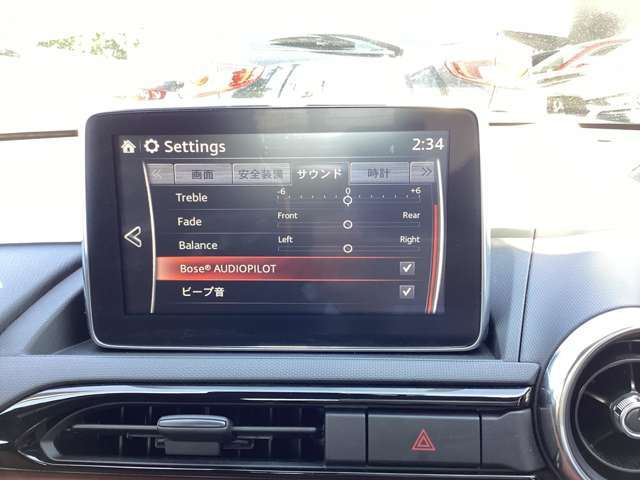 Settings 2:34
画面 安全装備 サウンド 時計
Treble -6 0 +6
Fade Front Rear
Balance Left Right
Bose® AUDIOPILOT
ビープ音